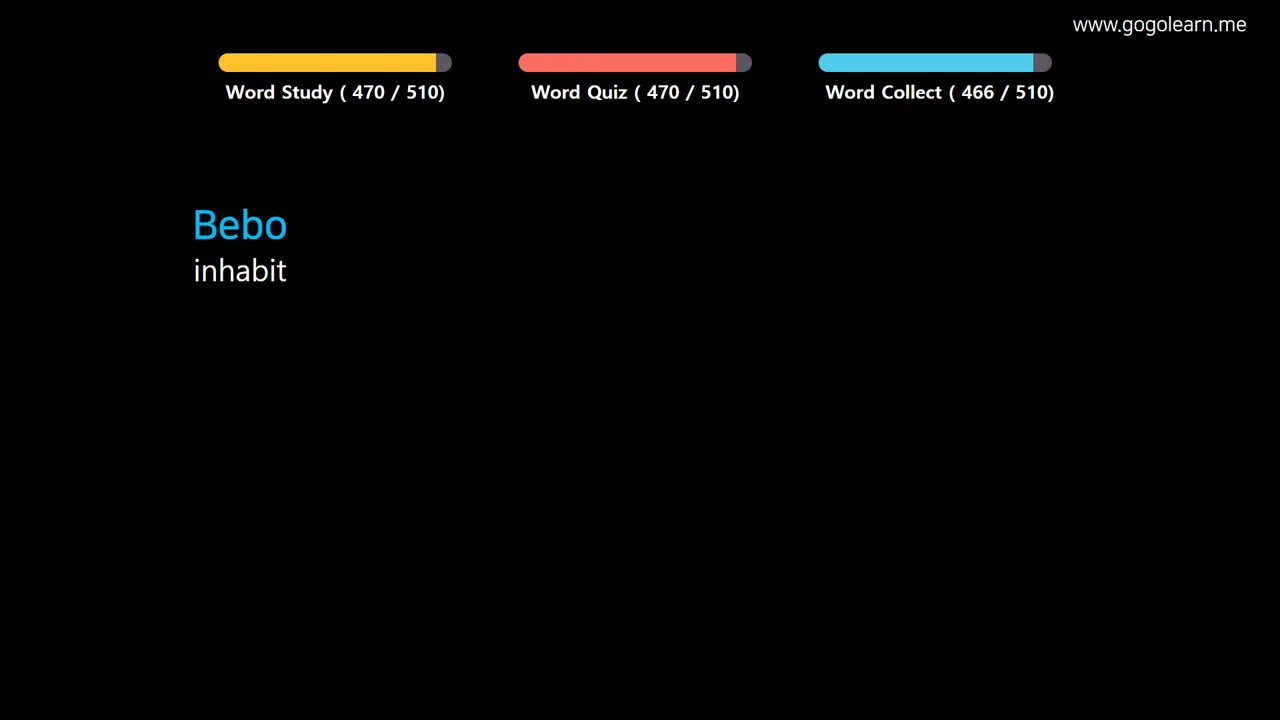 www.gogolearn.me
Word Study ( 470 / 510)
Word Quiz ( 470 / 510)
Word Collect ( 466 / 510)
Bebo
inhabit